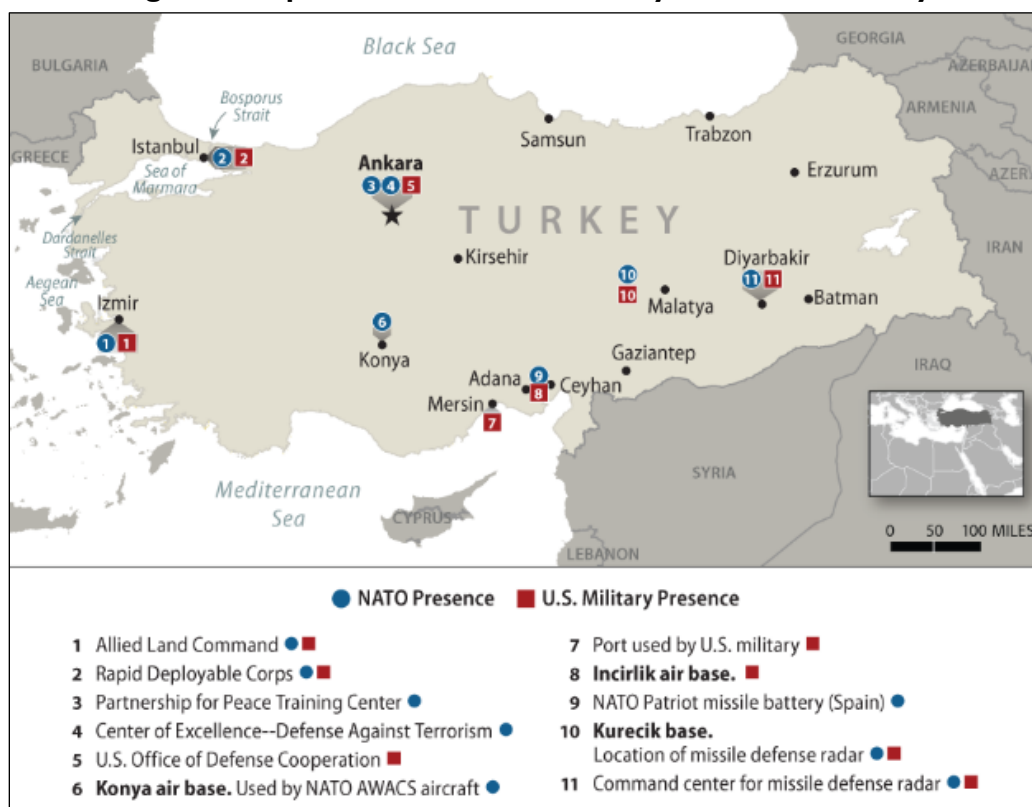 Black Sea
GEORGIA
BULGARIA
AZERBAIJAN
ARMENIA
Bosporus
Strait
Samsun
Trabzon
Istanbul
2 2
GREECE
Sea of
Marmara
Ankara
3 4 5
Erzurum
AZER
TURKEY
Dardanelles
Strait
IRAN
Kirsehir
Diyarbakir
11 11
Aegean
Sea
10
10
Malatya
Batman
Izmir
1 1
6
Konya
Gaziantep
IRAQ
Adana
9
8
Ceyhan
Mersin
7
SYRIA
Mediterranean
Sea
CYPRUS
LEBANON
0 50 100 MILES
NATO Presence U.S. Military Presence
1 Allied Land Command
2 Rapid Deployable Corps
3 Partnership for Peace Training Center
4 Center of Excellence--Defense Against Terrorism
5 U.S. Office of Defense Cooperation
6 Konya air base. Used by NATO AWACS aircraft
7 Port used by U.S. military
8 Incirlik air base.
9 NATO Patriot missile battery (Spain)
10 Kurecik base.
Location of missile defense radar
11 Command center for missile defense radar